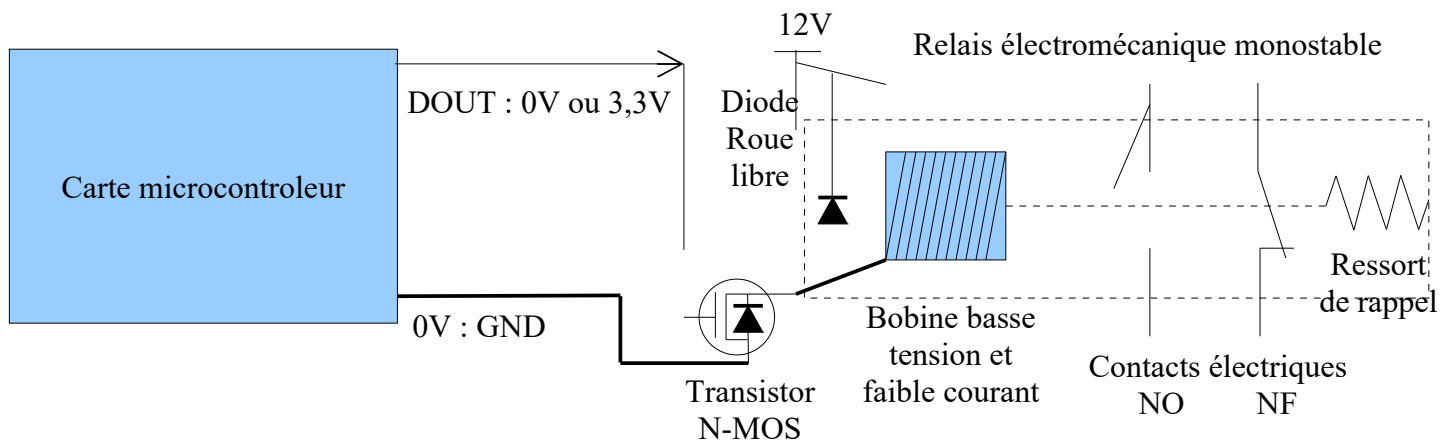 12V
Relais électromécanique monostable
DOUT : 0V ou 3,3V
Diode
Roue
libre
Carte microcontroleur
0V : GND
Transistor
N-MOS
Bobine basse
tension et
faible courant
Ressort
de rappel
Contacts électriques
NO NF